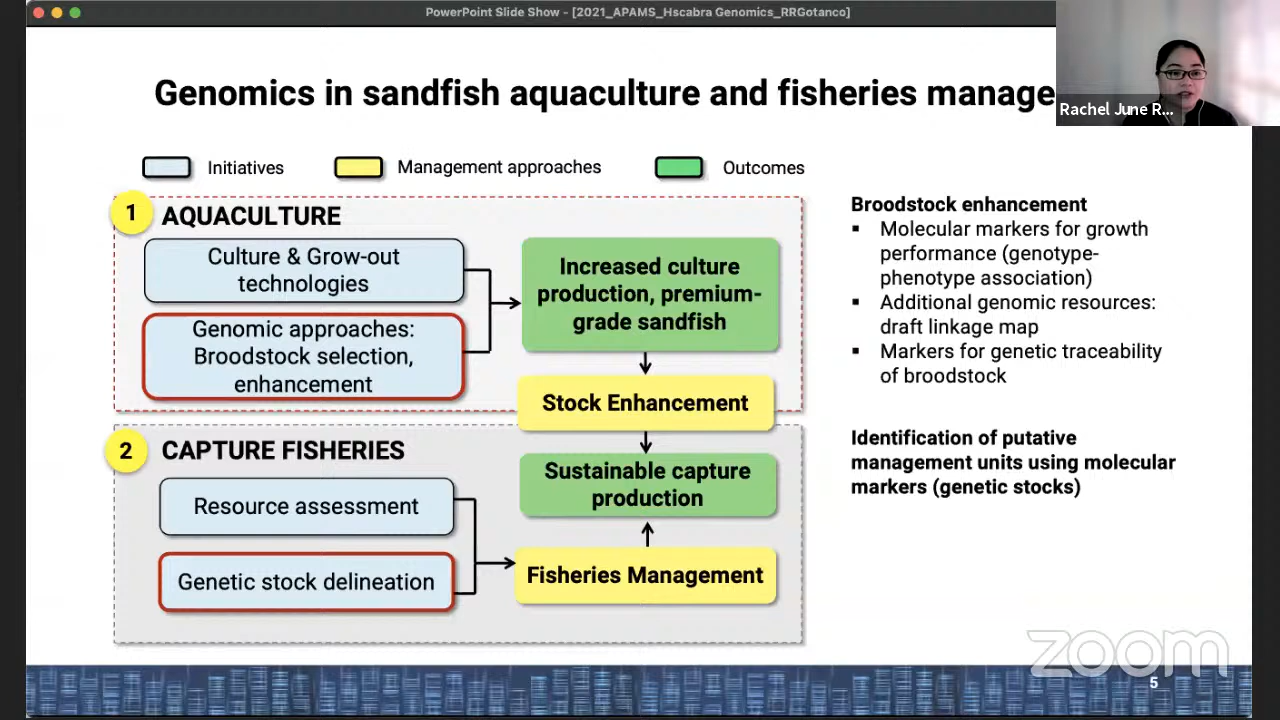 PowerPoint Slide Show - [2021_APAMS_Hscabra Genomics_RRGotanco]
Genomics in sandfish aquaculture and fisheries manage
Rachel June R...
Initiatives
Management approaches
Outcomes
1
AQUACULTURE
Culture & Grow-out
technologies
Genomic approaches:
Broodstock selection,
enhancement
Increased culture
production, premium-
grade sandfish
Stock Enhancement
2
CAPTURE FISHERIES
Resource assessment
Genetic stock delineation
Sustainable capture
production
Fisheries Management
Broodstock enhancement
▪ Molecular markers for growth
performance (genotype-
phenotype association)
▪ Additional genomic resources:
draft linkage map
▪ Markers for genetic traceability
of broodstock
Identification of putative
management units using molecular
markers (genetic stocks)
zoom
5